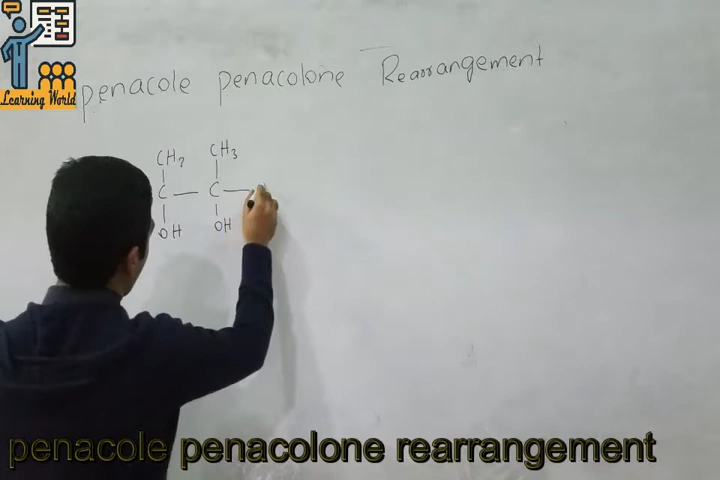 Learning World
penacole penacolone Rearrangement
CH3 CH3
C — C —
OH OH
penacole penacolone rearrangement